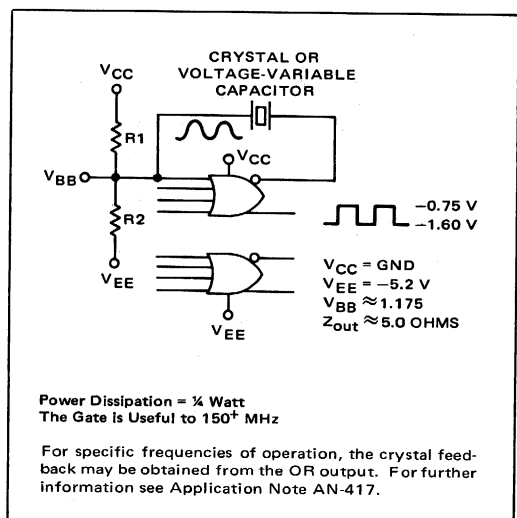 CRYSTAL OR
VOLTAGE-VARIABLE
CAPACITOR
VCC
R1
VCC
VBB
R2
VEE
VEE
−0.75 V
−1.60 V
VCC = GND
VEE = −5.2 V
VBB ≈ 1.175
Zout ≈ 5.0 OHMS
Power Dissipation = ¼ Watt
The Gate is Useful to 150+ MHz
For specific frequencies of operation, the crystal feed-
back may be obtained from the OR output. For further
information see Application Note AN-417.